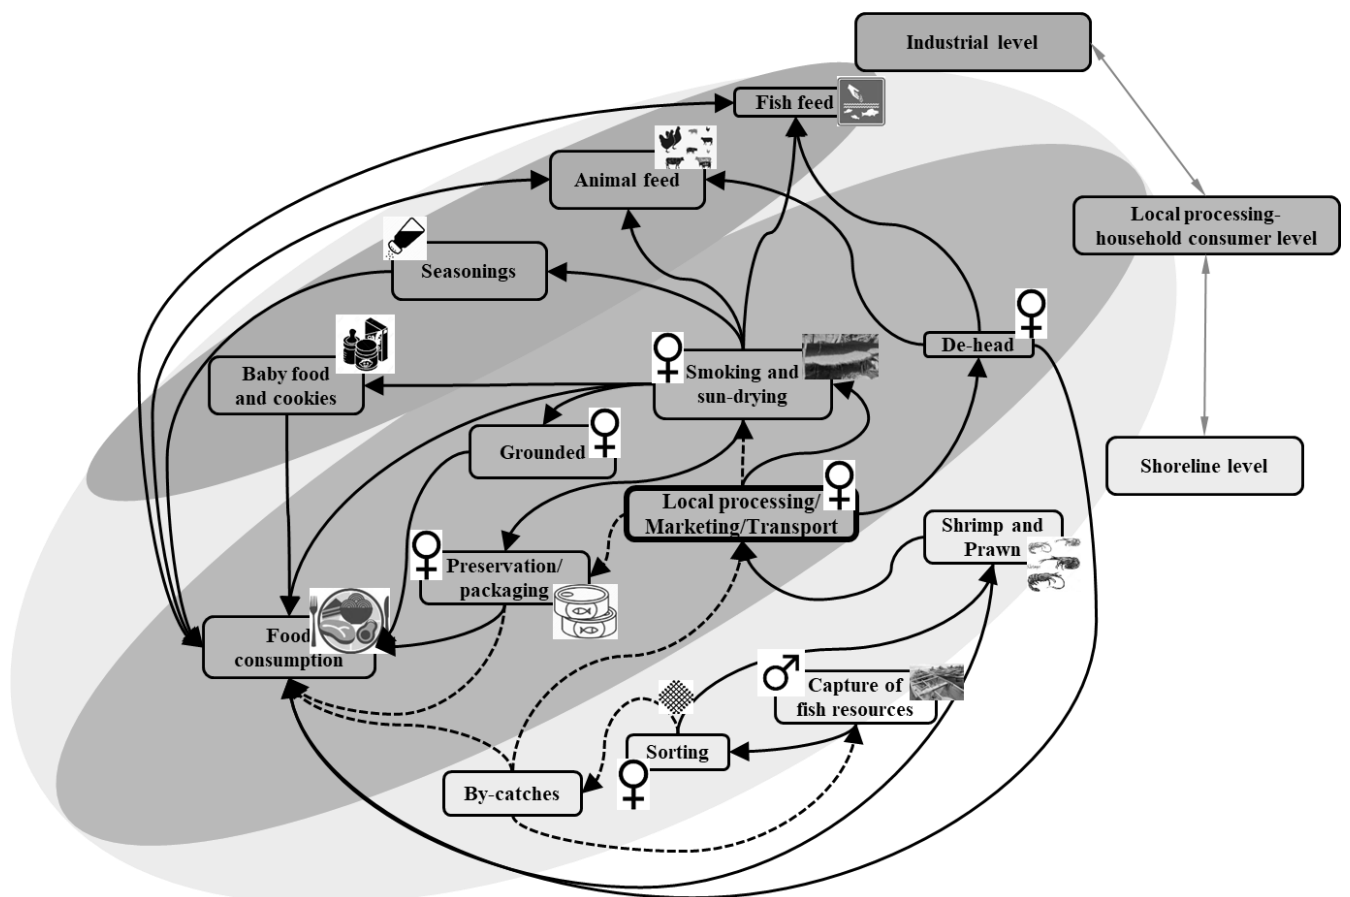 Industrial level
Fish feed
Animal feed
Local processing-
household consumer level
Seasonings
De-head
Baby food
and cookies
Smoking and
sun-drying
Grounded
Shoreline level
Local processing/
Marketing/Transport
Shrimp and
Prawn
Preservation/
packaging
Food
consumption
Capture of
fish resources
Sorting
By-catches